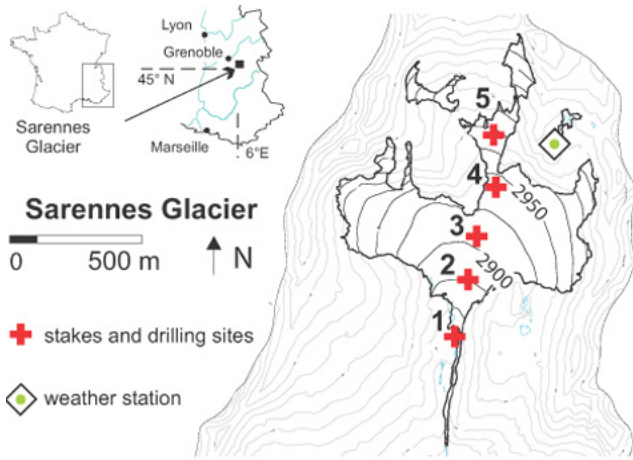 Lyon
Grenoble
45° N
Sarennes
Glacier
Marseille
6°E
Sarennes Glacier
0 500 m
N
stakes and drilling sites
weather station
5
4
2950
3
2900
2
1